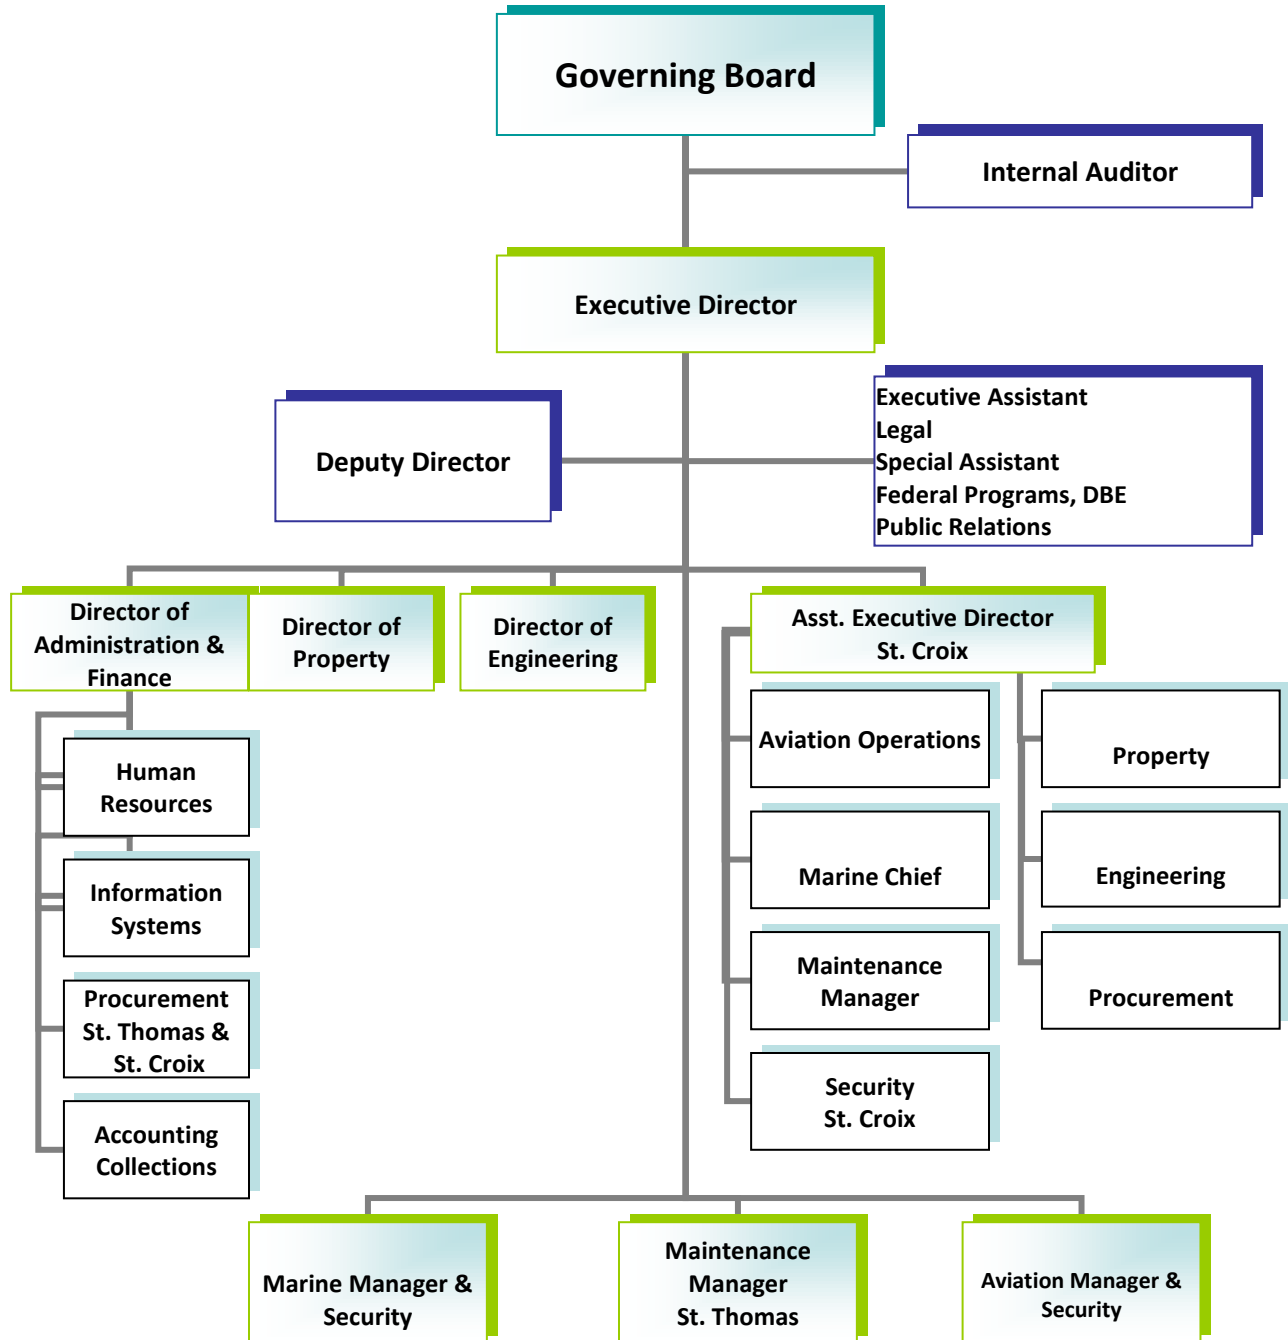 Governing Board
Internal Auditor
Executive Director
Deputy Director
Executive Assistant
Legal
Special Assistant
Federal Programs, DBE
Public Relations
Director of
Administration &
Finance
Director of
Property
Director of
Engineering
Asst. Executive Director
St. Croix
Human
Resources
Information
Systems
Procurement
St. Thomas &
St. Croix
Accounting
Collections
Aviation Operations
Marine Chief
Maintenance
Manager
Security
St. Croix
Property
Engineering
Procurement
Marine Manager &
Security
Maintenance
Manager
St. Thomas
Aviation Manager &
Security